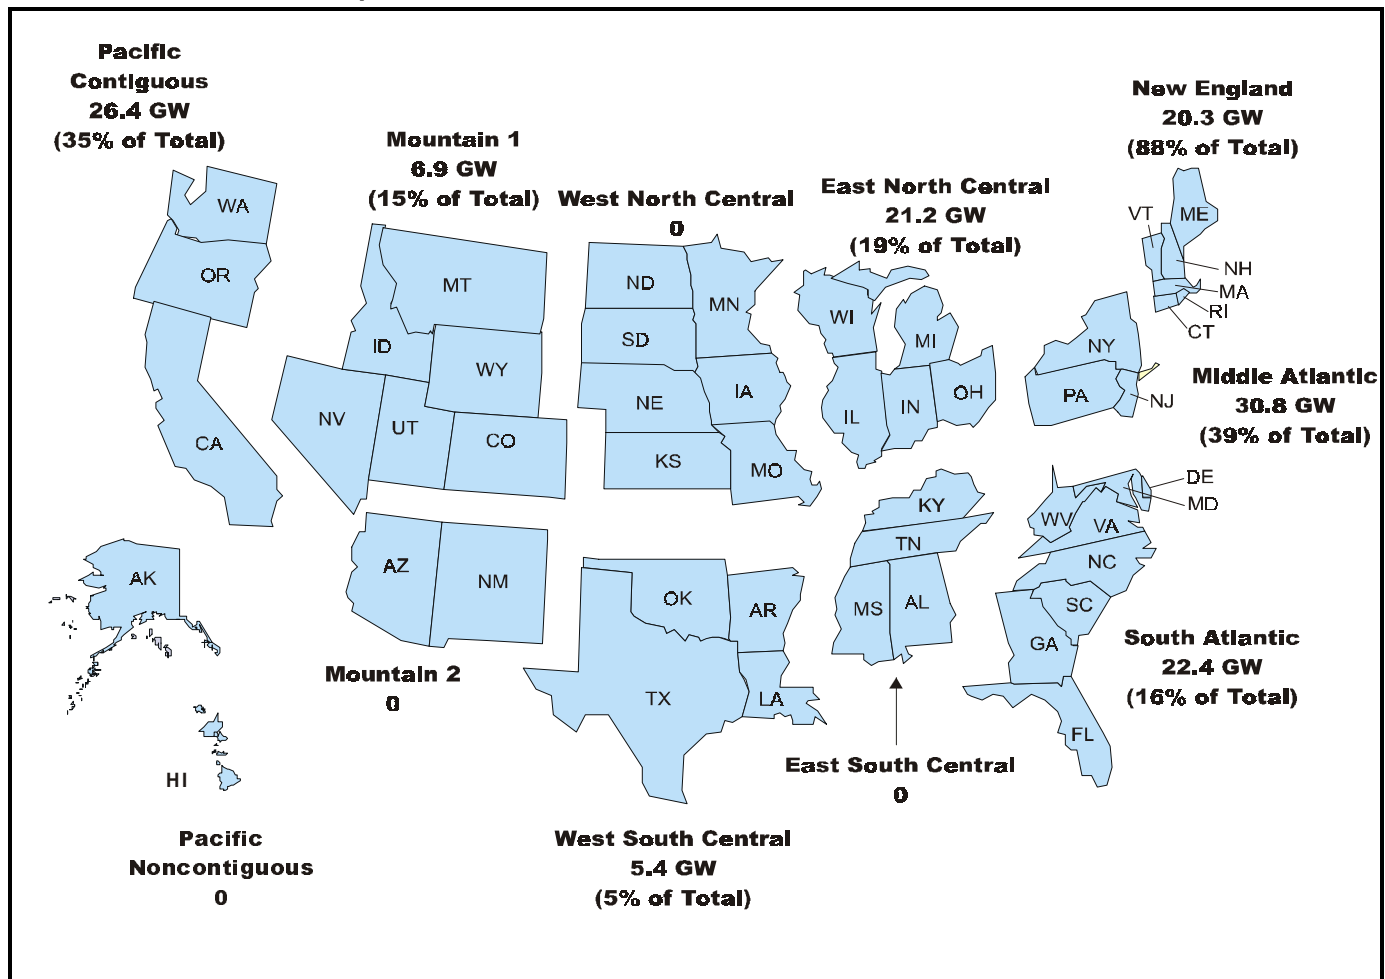 Pacific
Contiguous
26.4 GW
(35% of Total)
Mountain 1
6.9 GW
(15% of Total)
West North Central
0
East North Central
21.2 GW
(19% of Total)
New England
20.3 GW
(88% of Total)
WA
OR
CA
MT
ID
WY
NV
UT
CO
ND
MN
SD
IA
NE
KS
MO
WI
MI
IL
IN
OH
VT
ME
NH
MA
RI
CT
NY
PA
NJ
Middle Atlantic
30.8 GW
(39% of Total)
DE
MD
WV
VA
NC
SC
GA
FL
South Atlantic
22.4 GW
(16% of Total)
KY
TN
MS
AL
East South Central
0
AZ
NM
Mountain 2
0
OK
AR
TX
LA
West South Central
5.4 GW
(5% of Total)
AK
HI
Pacific
Noncontiguous
0